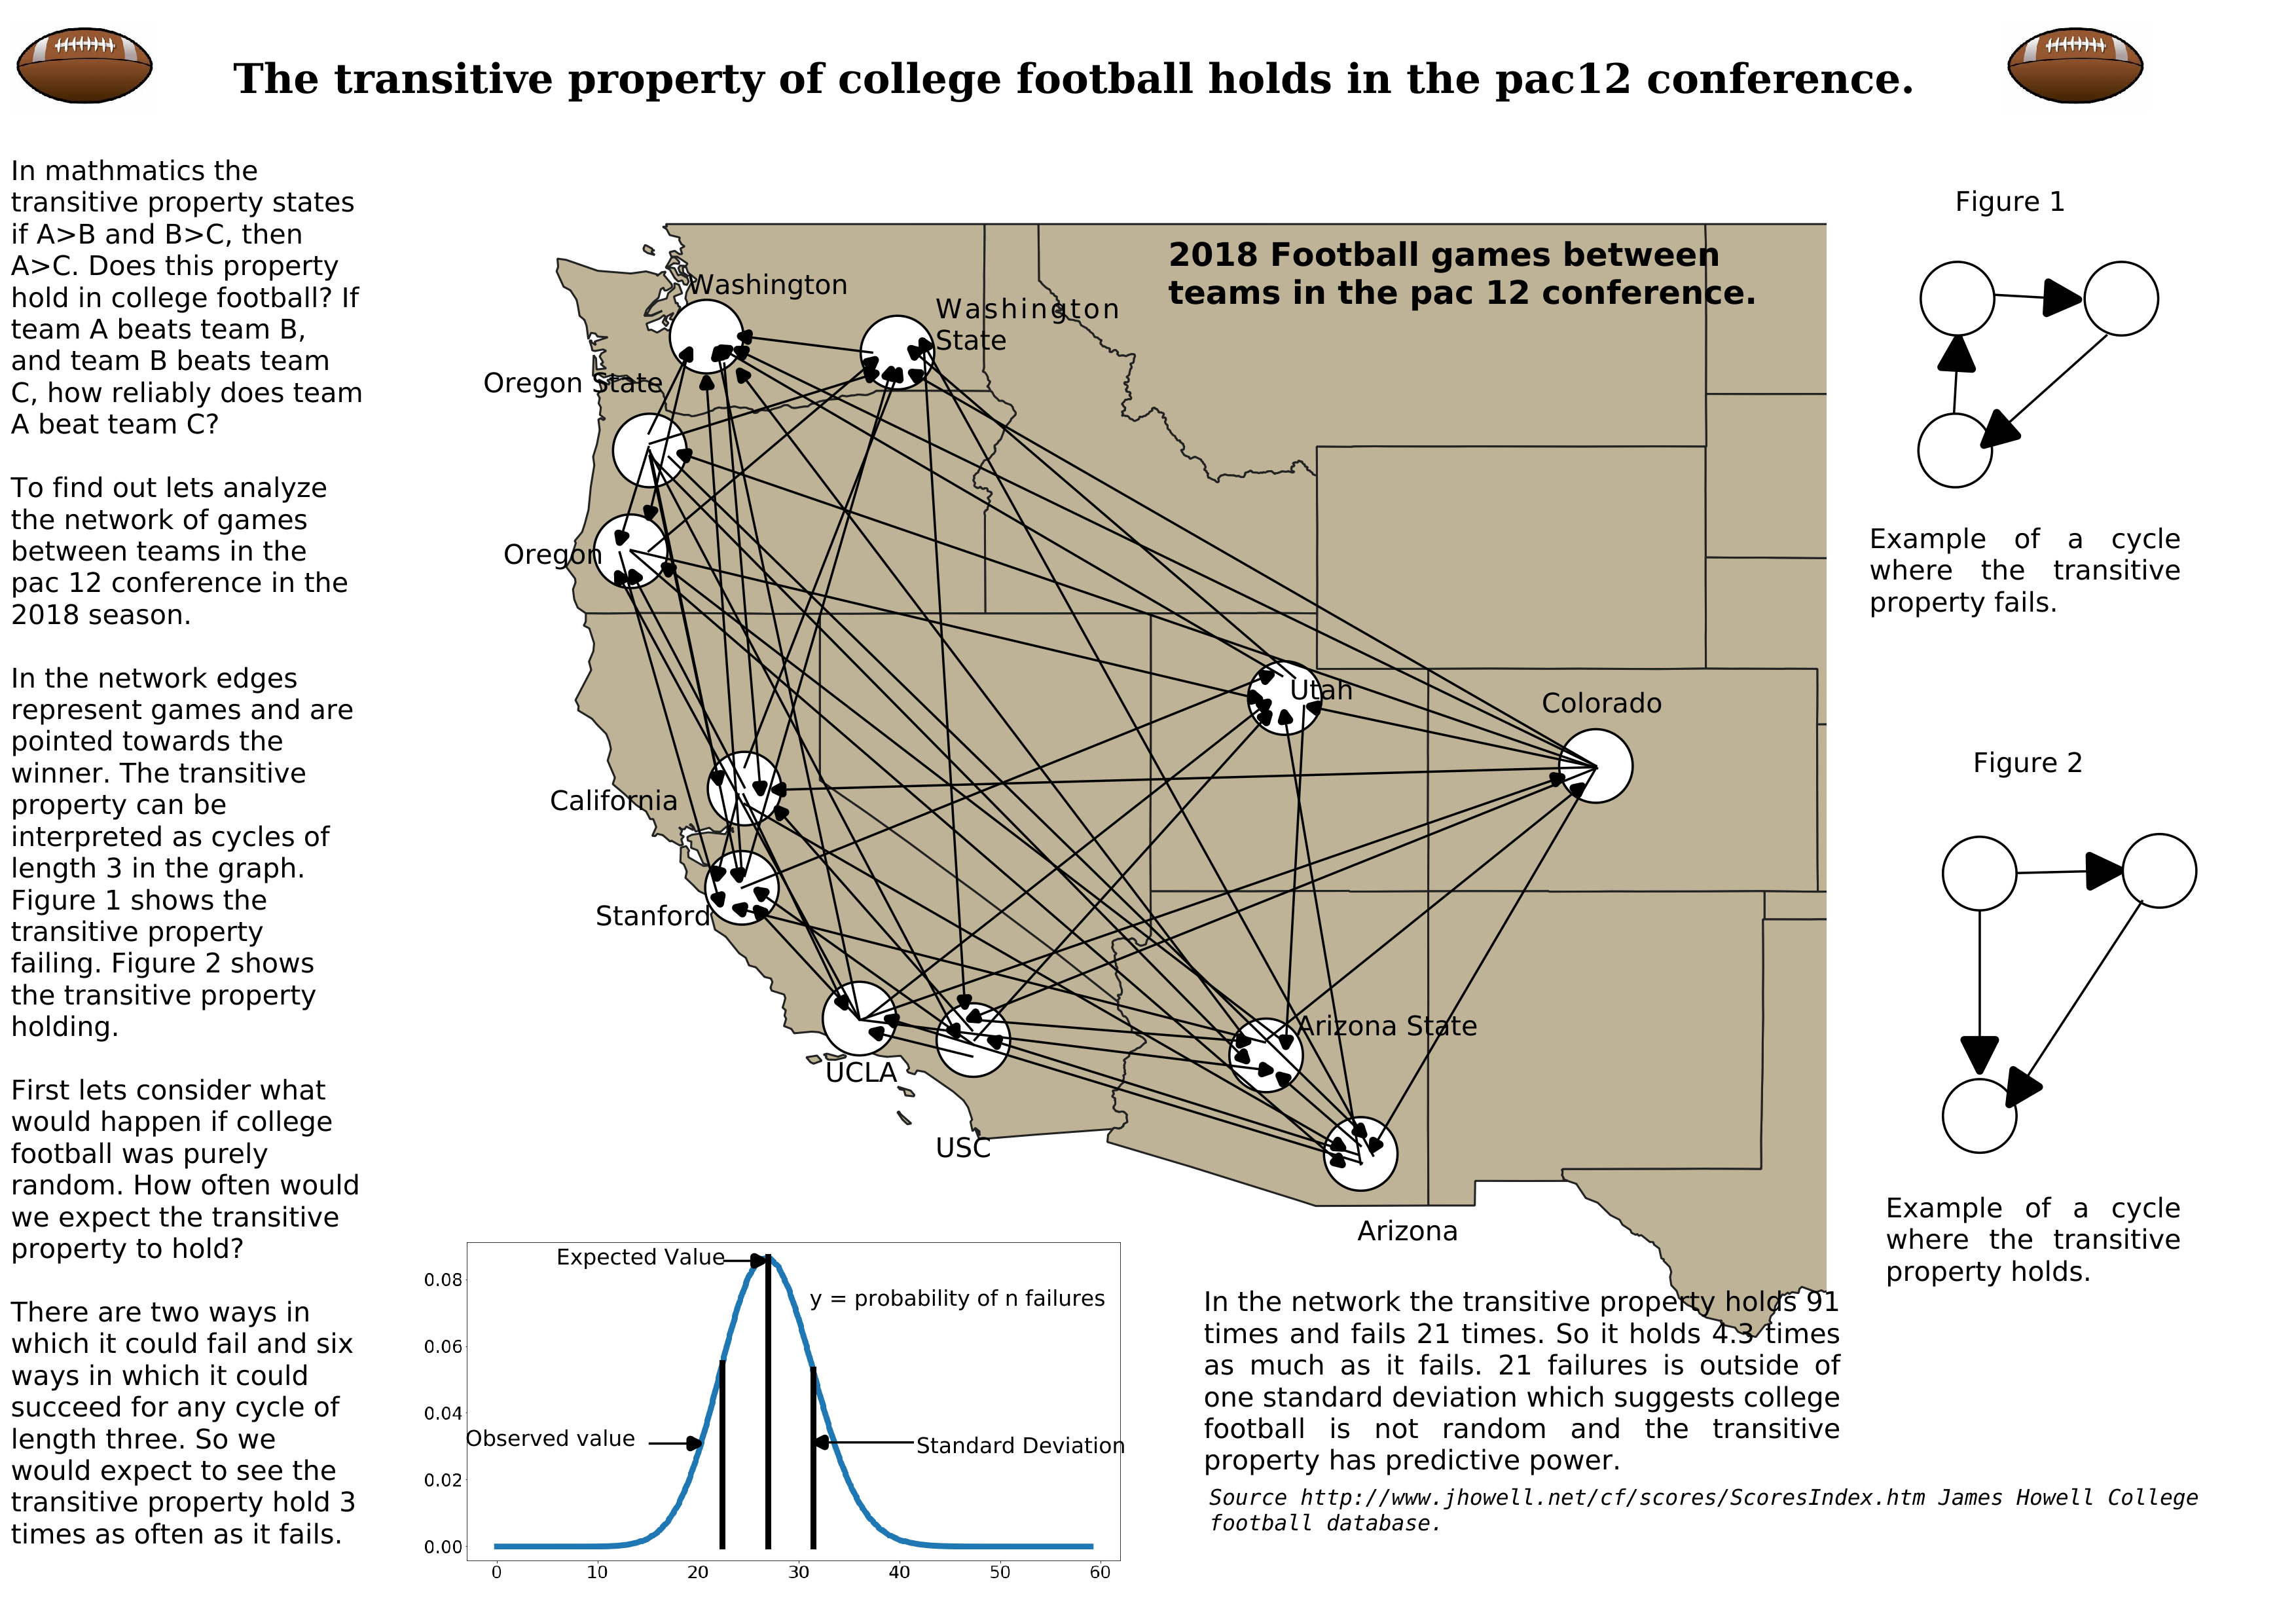 The transitive property of college football holds in the pac12 conference.
In mathmatics the
transitive property states
if A>B and B>C, then
A>C. Does this property
hold in college football? If
team A beats team B,
and team B beats team
C, how reliably does team
A beat team C?
To find out lets analyze
the network of games
between teams in the
pac 12 conference in the
2018 season.
In the network edges
represent games and are
pointed towards the
winner. The transitive
property can be
interpreted as cycles of
length 3 in the graph.
Figure 1 shows the
transitive property
failing. Figure 2 shows
the transitive property
holding.
First lets consider what
would happen if college
football was purely
random. How often would
we expect the transitive
property to hold?
There are two ways in
which it could fail and six
ways in which it could
succeed for any cycle of
length three. So we
would expect to see the
transitive property hold 3
times as often as it fails.
2018 Football games between
teams in the pac 12 conference.
Washington
Washington
State
Oregon State
Oregon
Utah
Colorado
California
Stanford
Arizona State
UCLA
USC
Arizona
Figure 1
Example of a cycle
where the transitive
property fails.
Figure 2
Example of a cycle
where the transitive
property holds.
Expected Value
y = probability of n failures
Observed value
Standard Deviation
0.08
0.06
0.04
0.02
0.00
0 10 20 30 40 50 60
In the network the transitive property holds 91
times and fails 21 times. So it holds 4.3 times
as much as it fails. 21 failures is outside of
one standard deviation which suggests college
football is not random and the transitive
property has predictive power.
Source http://www.jhowell.net/cf/scores/ScoresIndex.htm James Howell College
football database.